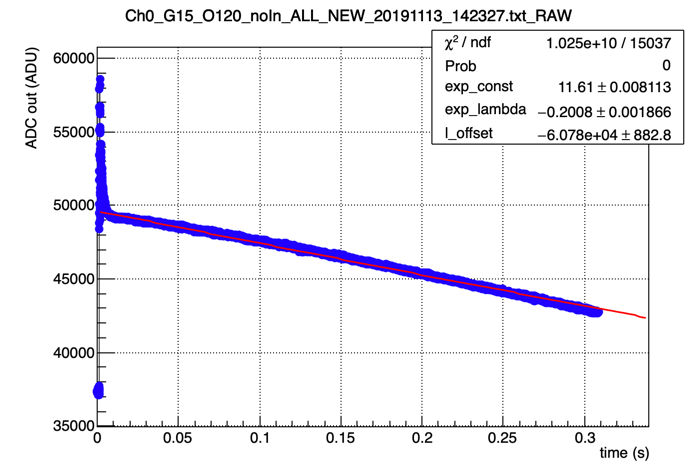 Ch0_G15_O120_noIn_ALL_NEW_20191113_142327.txt_RAW
χ² / ndf 1.025e+10 / 15037
Prob 0
exp_const 11.61 ± 0.008113
exp_lambda −0.2008 ± 0.001866
l_offset −6.078e+04 ± 882.8
ADC out (ADU)
60000
55000
50000
45000
40000
35000
0 0.05 0.1 0.15 0.2 0.25 0.3
time (s)